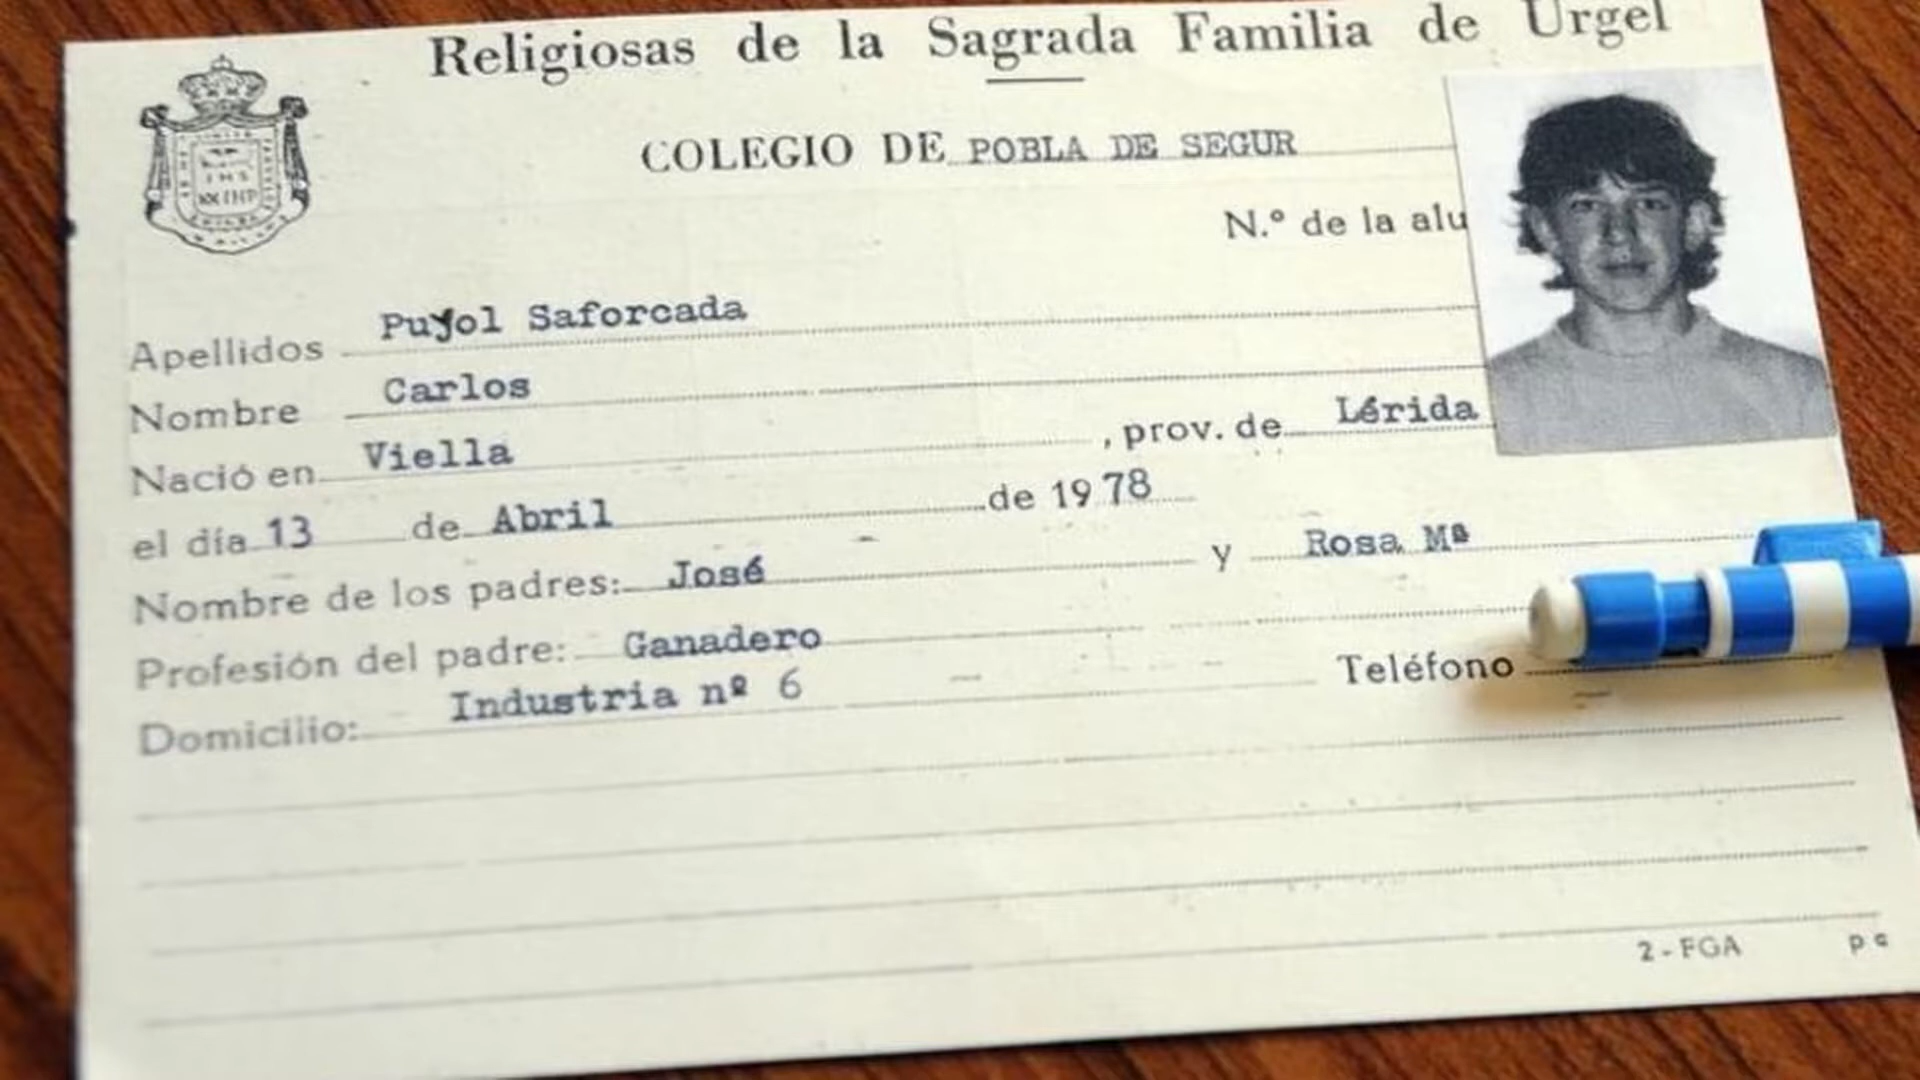 Religiosas de la Sagrada Familia de Urgel
COLEGIO DE POBLA DE SEGUR
N.º de la alu
Apellidos Puyol Saforcada
Nombre Carlos
Nació en Viella , prov. de Lérida
el día 13 de Abril de 1978
Nombre de los padres: José y Rosa Mª
Profesión del padre: Ganadero
Domicilio: Industria nº 6 Teléfono
2-FGA
IHS